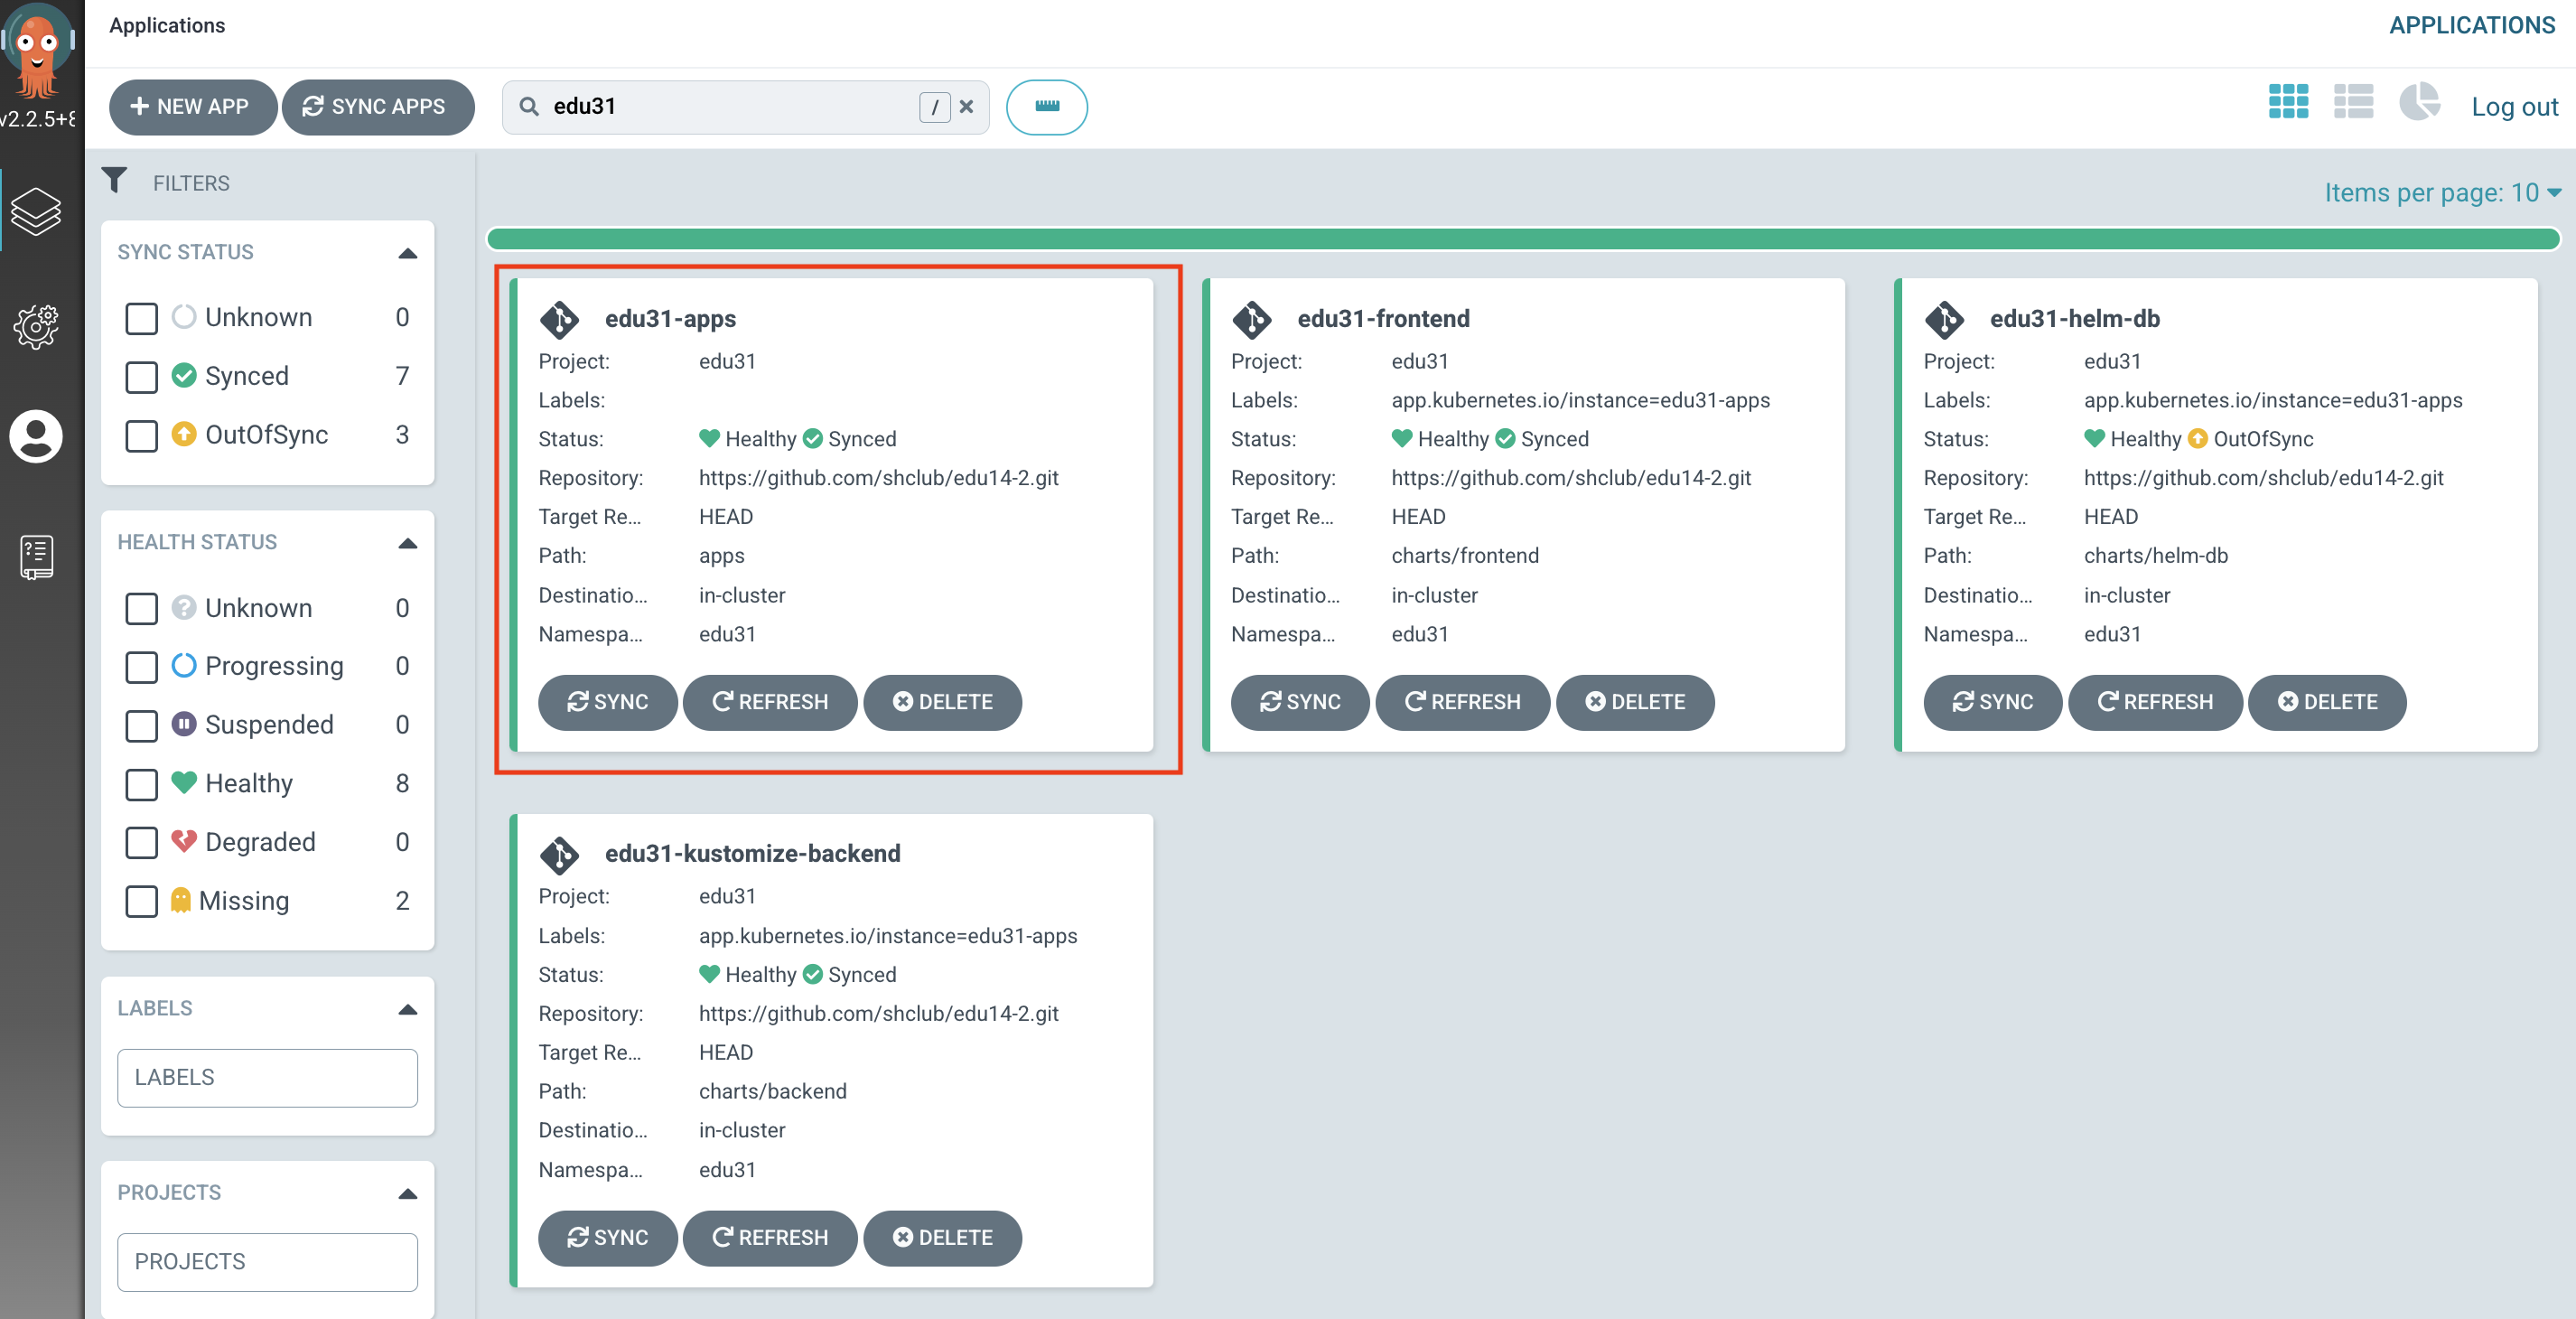 Applications
APPLICATIONS
v2.2.5+8
NEW APP
SYNC APPS
edu31
/
Log out
FILTERS
Items per page: 10
SYNC STATUS
Unknown 0
Synced 7
OutOfSync 3
HEALTH STATUS
Unknown 0
Progressing 0
Suspended 0
Healthy 8
Degraded 0
Missing 2
LABELS
LABELS
PROJECTS
PROJECTS
edu31-apps
Project: edu31
Labels:
Status: Healthy Synced
Repository: https://github.com/shclub/edu14-2.git
Target Re... HEAD
Path: apps
Destinatio... in-cluster
Namespa... edu31
SYNC REFRESH DELETE
edu31-frontend
Project: edu31
Labels: app.kubernetes.io/instance=edu31-apps
Status: Healthy Synced
Repository: https://github.com/shclub/edu14-2.git
Target Re... HEAD
Path: charts/frontend
Destinatio... in-cluster
Namespa... edu31
SYNC REFRESH DELETE
edu31-helm-db
Project: edu31
Labels: app.kubernetes.io/instance=edu31-apps
Status: Healthy OutOfSync
Repository: https://github.com/shclub/edu14-2.git
Target Re... HEAD
Path: charts/helm-db
Destinatio... in-cluster
Namespa... edu31
SYNC REFRESH DELETE
edu31-kustomize-backend
Project: edu31
Labels: app.kubernetes.io/instance=edu31-apps
Status: Healthy Synced
Repository: https://github.com/shclub/edu14-2.git
Target Re... HEAD
Path: charts/backend
Destinatio... in-cluster
Namespa... edu31
SYNC REFRESH DELETE